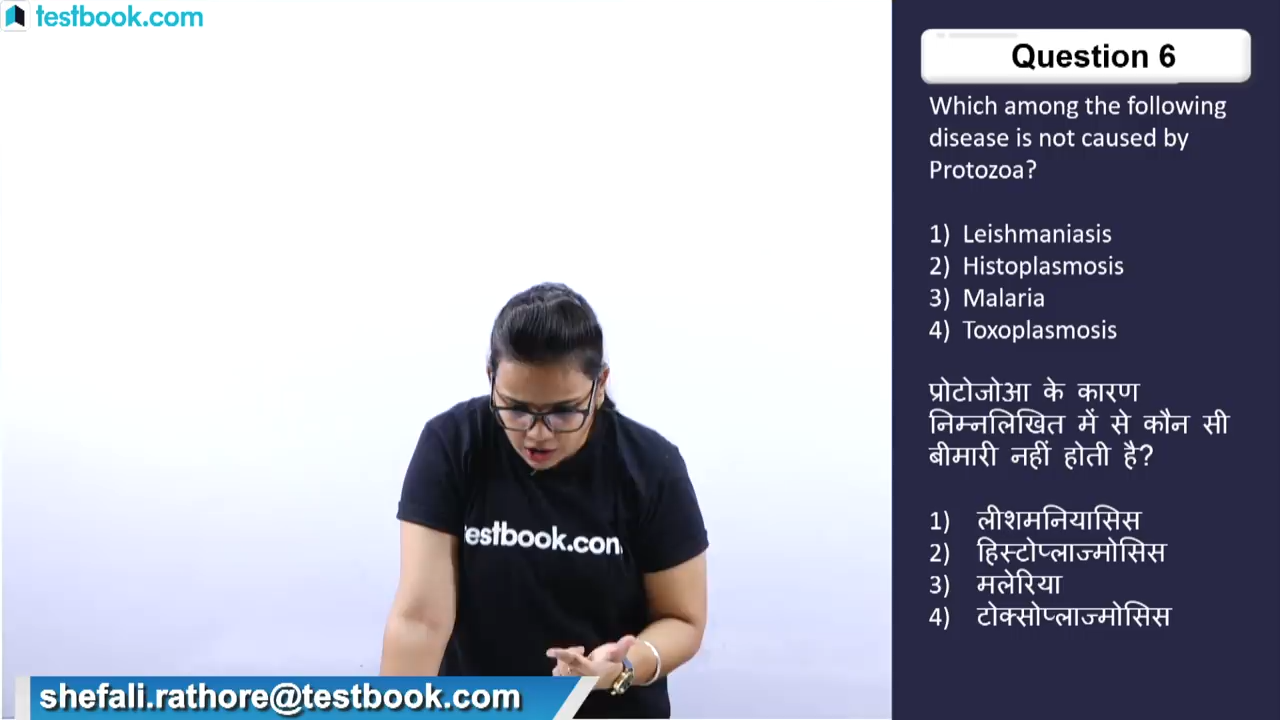 testbook.com
Question 6
Which among the following
disease is not caused by
Protozoa?
1) Leishmaniasis
2) Histoplasmosis
3) Malaria
4) Toxoplasmosis
प्रोटोजोआ के कारण
निम्नलिखित में से कौन सी
बीमारी नहीं होती है?
1) लीशमनियासिस
2) हिस्टोप्लाज्मोसिस
3) मलेरिया
4) टोक्सोप्लाज्मोसिस
testbook.com
shefali.rathore@testbook.com